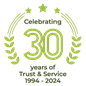 Celebrating
30
years of
Trust & Service
1994 - 2024